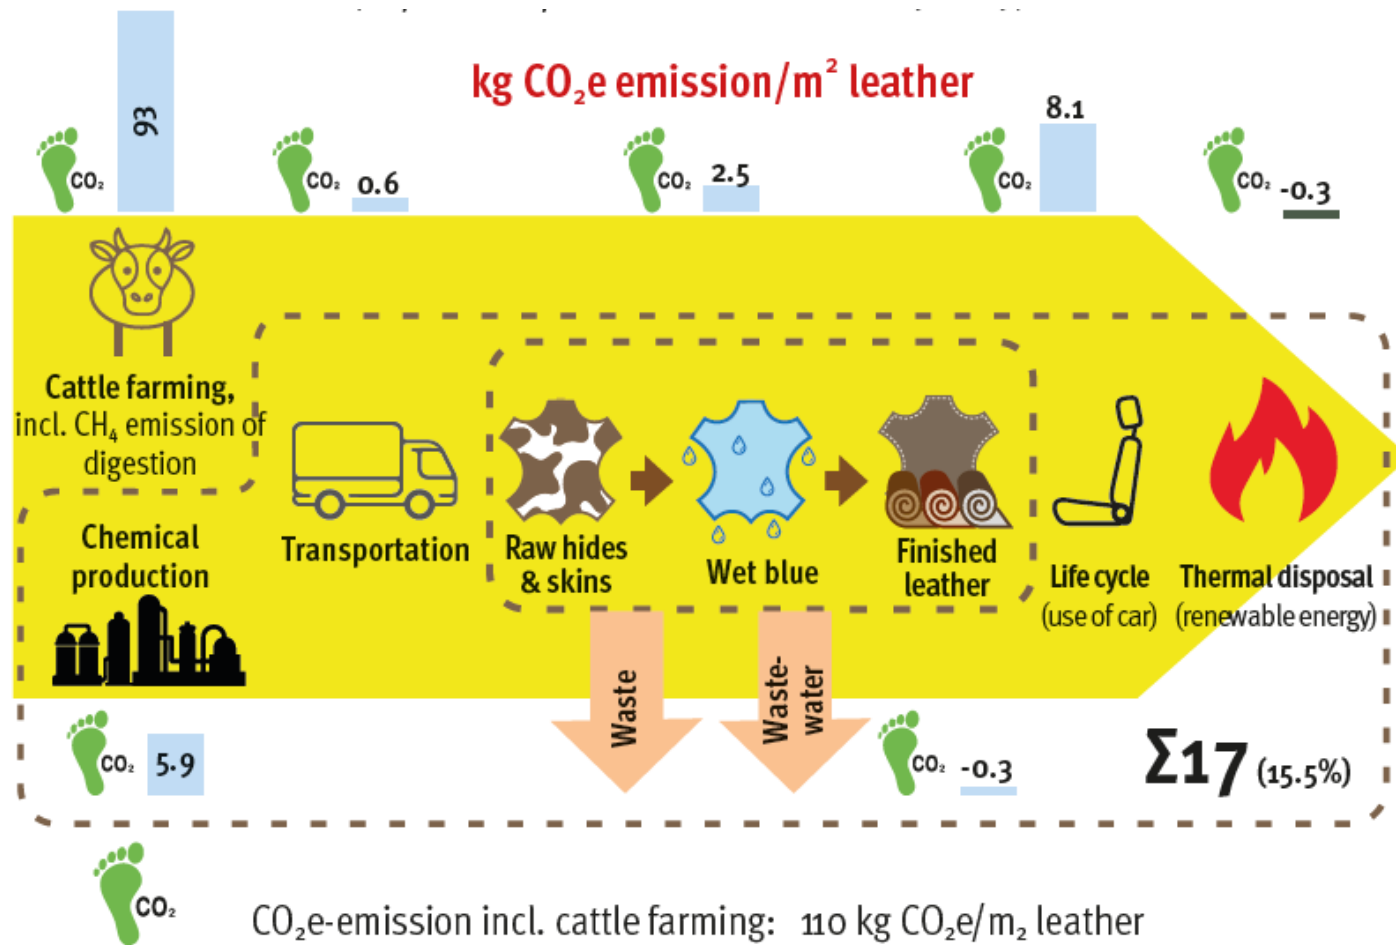 kg CO₂e emission/m² leather
93
CO₂
CO₂ 0.6
CO₂ 2.5
CO₂ 8.1
CO₂ -0.3
Cattle farming,
incl. CH₄ emission of
digestion
Chemical
production
Transportation
Raw hides
& skins
Wet blue
Finished
leather
Life cycle
(use of car)
Thermal disposal
(renewable energy)
Waste
Waste-
water
CO₂ 5.9
CO₂ -0.3
Σ17 (15.5%)
CO₂
CO₂e-emission incl. cattle farming: 110 kg CO₂e/m₂ leather